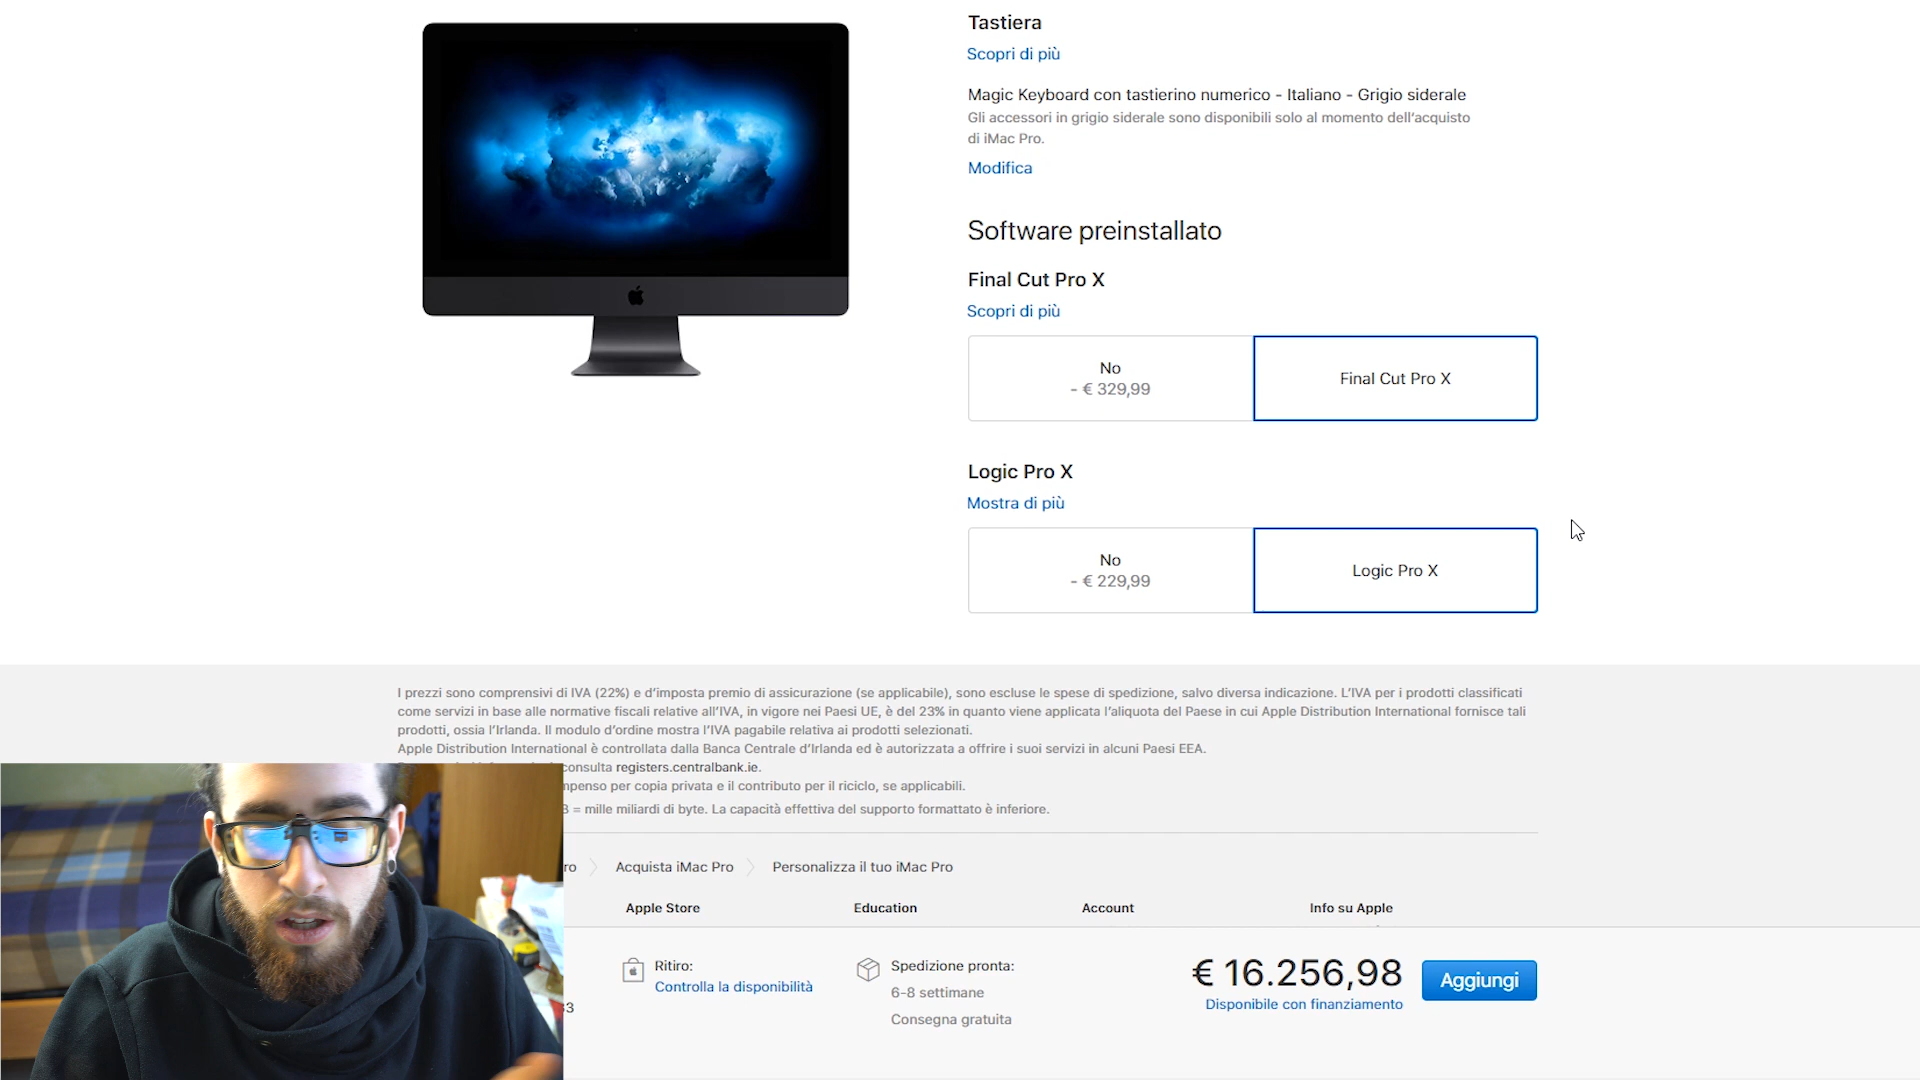 Tastiera
Scopri di più
Magic Keyboard con tastierino numerico - Italiano - Grigio siderale
Gli accessori in grigio siderale sono disponibili solo al momento dell'acquisto
di iMac Pro.
Modifica
Software preinstallato
Final Cut Pro X
Scopri di più
No
- € 329,99
Final Cut Pro X
Logic Pro X
Mostra di più
No
- € 229,99
Logic Pro X
I prezzi sono comprensivi di IVA (22%) e d'imposta premio di assicurazione (se applicabile), sono escluse le spese di spedizione, salvo diversa indicazione. L'IVA per i prodotti classificati
come servizi in base alle normative fiscali relative all'IVA, in vigore nei Paesi UE, è del 23% in quanto viene applicata l'aliquota del Paese in cui Apple Distribution International fornisce tali
prodotti, ossia l'Irlanda. Il modulo d'ordine mostra l'IVA pagabile relativa ai prodotti selezionati.
Apple Distribution International è controllata dalla Banca Centrale d'Irlanda ed è autorizzata a offrire i suoi servizi in alcuni Paesi EEA.
consulta registers.centralbank.ie.
mpenso per copia privata e il contributo per il riciclo, se applicabili.
= mille miliardi di byte. La capacità effettiva del supporto formattato è inferiore.
ro
Acquista iMac Pro
Personalizza il tuo iMac Pro
Apple Store
Education
Account
Info su Apple
Ritiro:
Controlla la disponibilità
Spedizione pronta:
6-8 settimane
Consegna gratuita
€ 16.256,98
Disponibile con finanziamento
Aggiungi